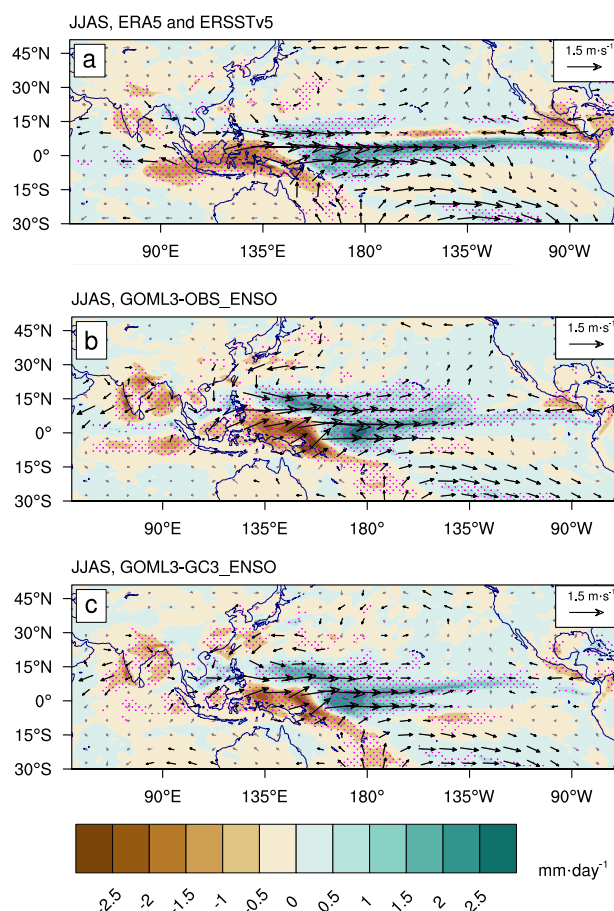 JJAS, ERA5 and ERSSTv5
a
1.5 m·s⁻¹
45°N
30°N
15°N
0°
15°S
30°S
90°E 135°E 180° 135°W 90°W
JJAS, GOML3-OBS_ENSO
b
1.5 m·s⁻¹
45°N
30°N
15°N
0°
15°S
30°S
90°E 135°E 180° 135°W 90°W
JJAS, GOML3-GC3_ENSO
c
1.5 m·s⁻¹
45°N
30°N
15°N
0°
15°S
30°S
90°E 135°E 180° 135°W 90°W
-2.5 -2 -1.5 -1 -0.5 0 0.5 1 1.5 2 2.5
mm·day⁻¹